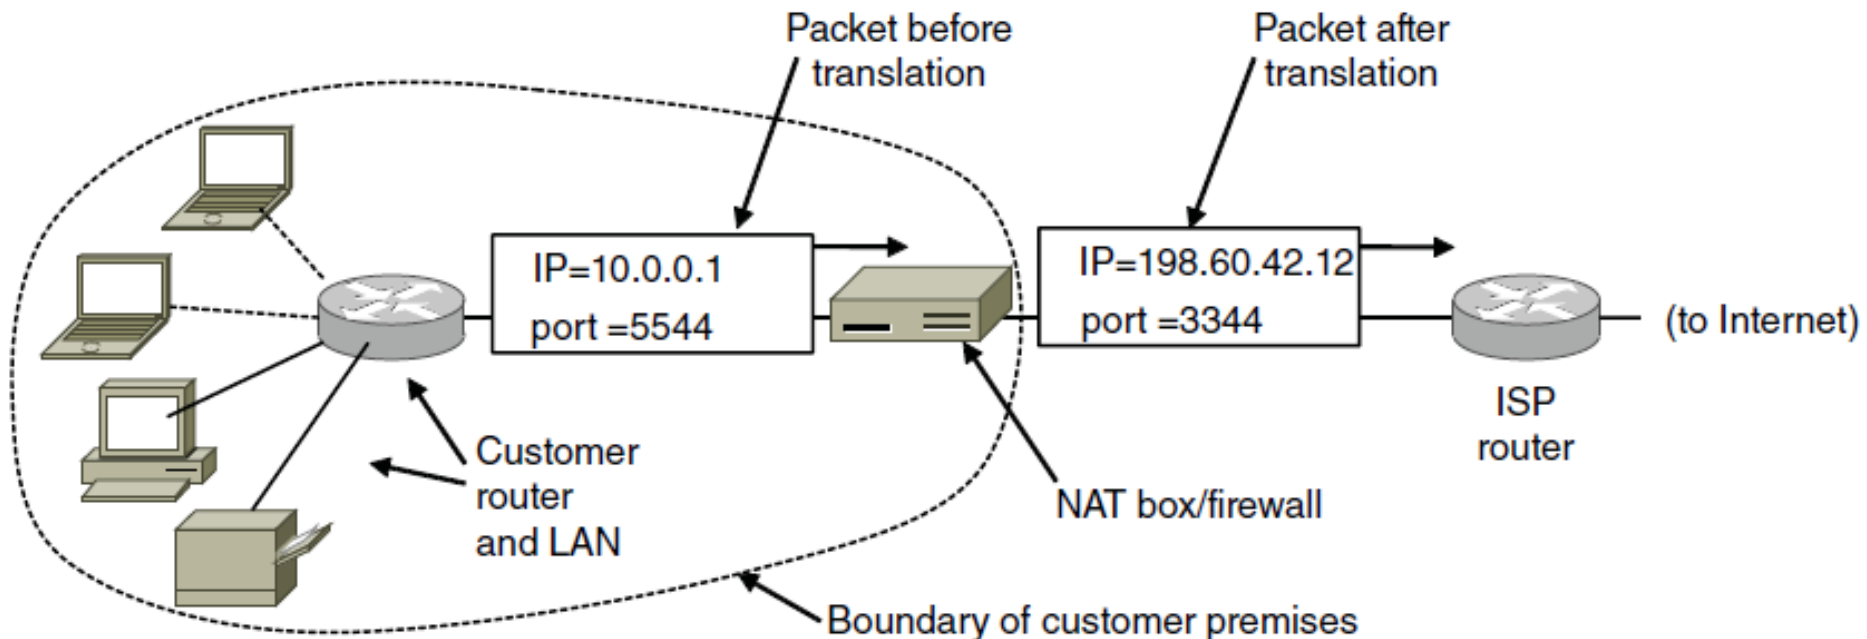 Packet before
translation
Packet after
translation
IP=10.0.0.1
port =5544
IP=198.60.42.12
port =3344
(to Internet)
ISP
router
Customer
router
and LAN
NAT box/firewall
Boundary of customer premises